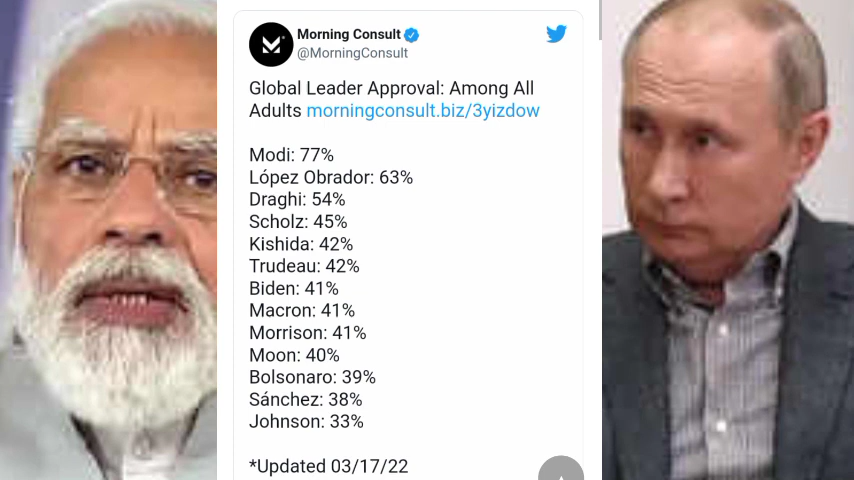 Morning Consult
@MorningConsult
Global Leader Approval: Among All
Adults morningconsult.biz/3yizdow
Modi: 77%
López Obrador: 63%
Draghi: 54%
Scholz: 45%
Kishida: 42%
Trudeau: 42%
Biden: 41%
Macron: 41%
Morrison: 41%
Moon: 40%
Bolsonaro: 39%
Sánchez: 38%
Johnson: 33%
*Updated 03/17/22